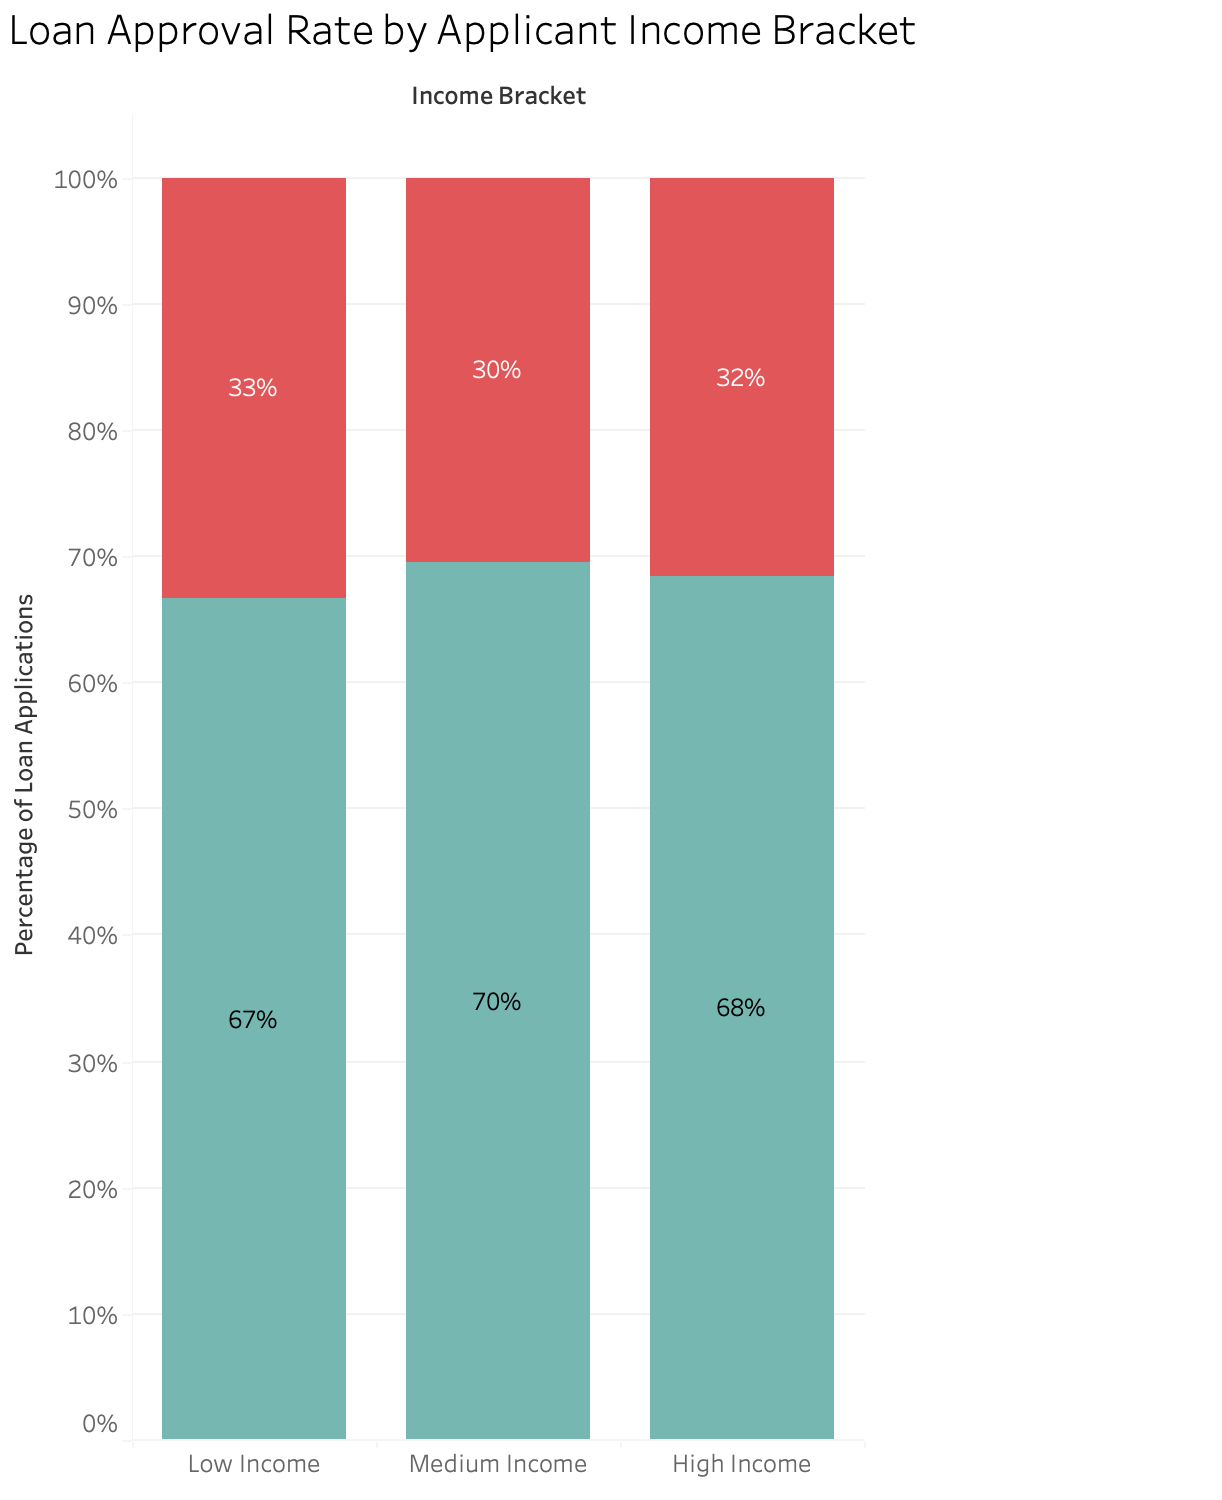 Loan Approval Rate by Applicant Income Bracket
Income Bracket
100%
90%
80%
70%
60%
50%
40%
30%
20%
10%
0%
Percentage of Loan Applications
33%
30%
32%
67%
70%
68%
Low Income
Medium Income
High Income